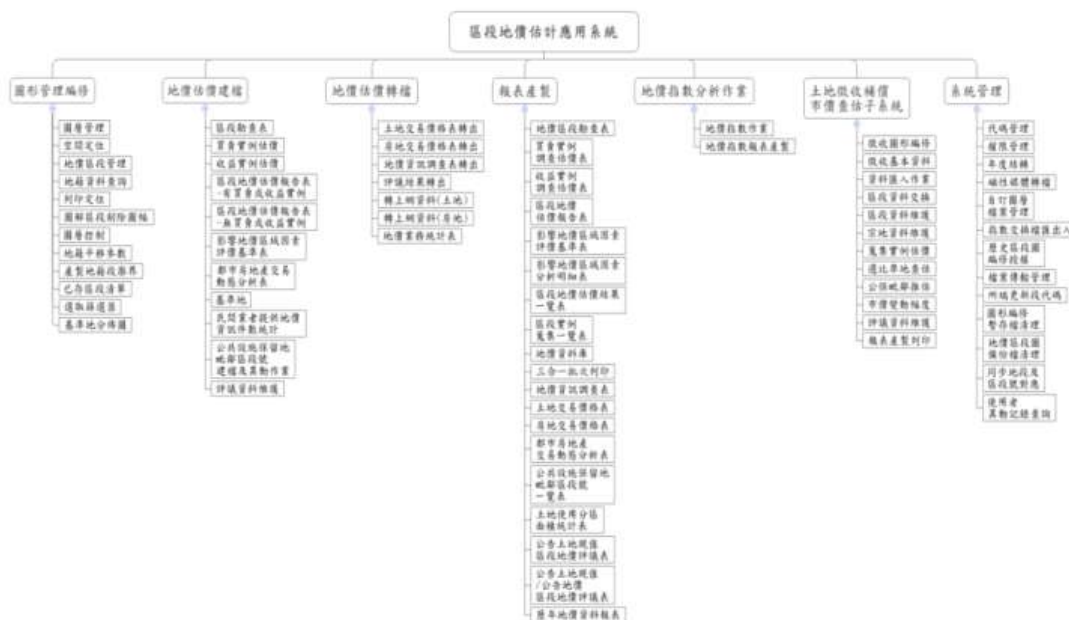 區段地價估計應用系統
圖形管理編修
圖層管理
空間定位
地價區段管理
地籍資料查詢
列印定位
圖解區段刪除圖幅
圖層控制
地籍平移參數
產製地籍段源界
已存區段清單
選取篩選匯
基準地分佈圖
地價估價建檔
區段勘查表
買賣實例估價
收益實例估價
區段地價估價報告表
-有買賣或收益實例
區段地價估價報告表
-無買賣或收益實例
影響地價區域因素
評價基準表
都市房地產交易
動態分析表
基準地
民間業者提供地價
資訊件數統計
公共設施保留地
毗鄰區段號
建檔及異動作業
評議資料維護
地價估價轉檔
土地交易價格表轉出
房地交易價格表轉出
地價資訊調查表轉出
評議結果轉出
轉上網資料(土地)
轉上網資料(房地)
地價業務統計表
報表產製
地價區段勘查表
買賣實例
調查估價表
收益實例
調查估價表
區段地價
估價報告表
影響地價區域因素
評價基準表
影響地價區域因素
分析明細表
區段地價估價結果
一覽表
區段實例
蒐集一覽表
地價資料庫
三合一批次列印
地價資訊調查表
土地交易價格表
房地交易價格表
都市房地產
交易動態分析表
公共設施保留地
毗鄰區段號
一覽表
土地使用分區
面積統計表
公告土地現值
區段地價評議表
公告土地現值
/公告地價
區段地價評議表
歷年地價資料報表
地價指數分析作業
地價指數作業
地價指數報表產製
土地徵收補償
市價查估子系統
徵收圖形編修
徵收基本資料
資料匯入作業
區段資料交換
區段資料維護
宗地資料維護
蒐集實例估價
選比準地查估
公保毗鄰推估
市價變動幅度
評議資料維護
報表產製列印
系統管理
代碼管理
權限管理
年度結轉
磁性媒體轉檔
自訂圖層
檔案管理
指數交換檔匯出入
歷史區段圖
編修授權
檔案傳輸管理
所轄更新段代碼
圖形編修
暫存檔清理
地價區段圖
備份檔清理
同步地段及
區段號對應
使用者
異動記錄查詢